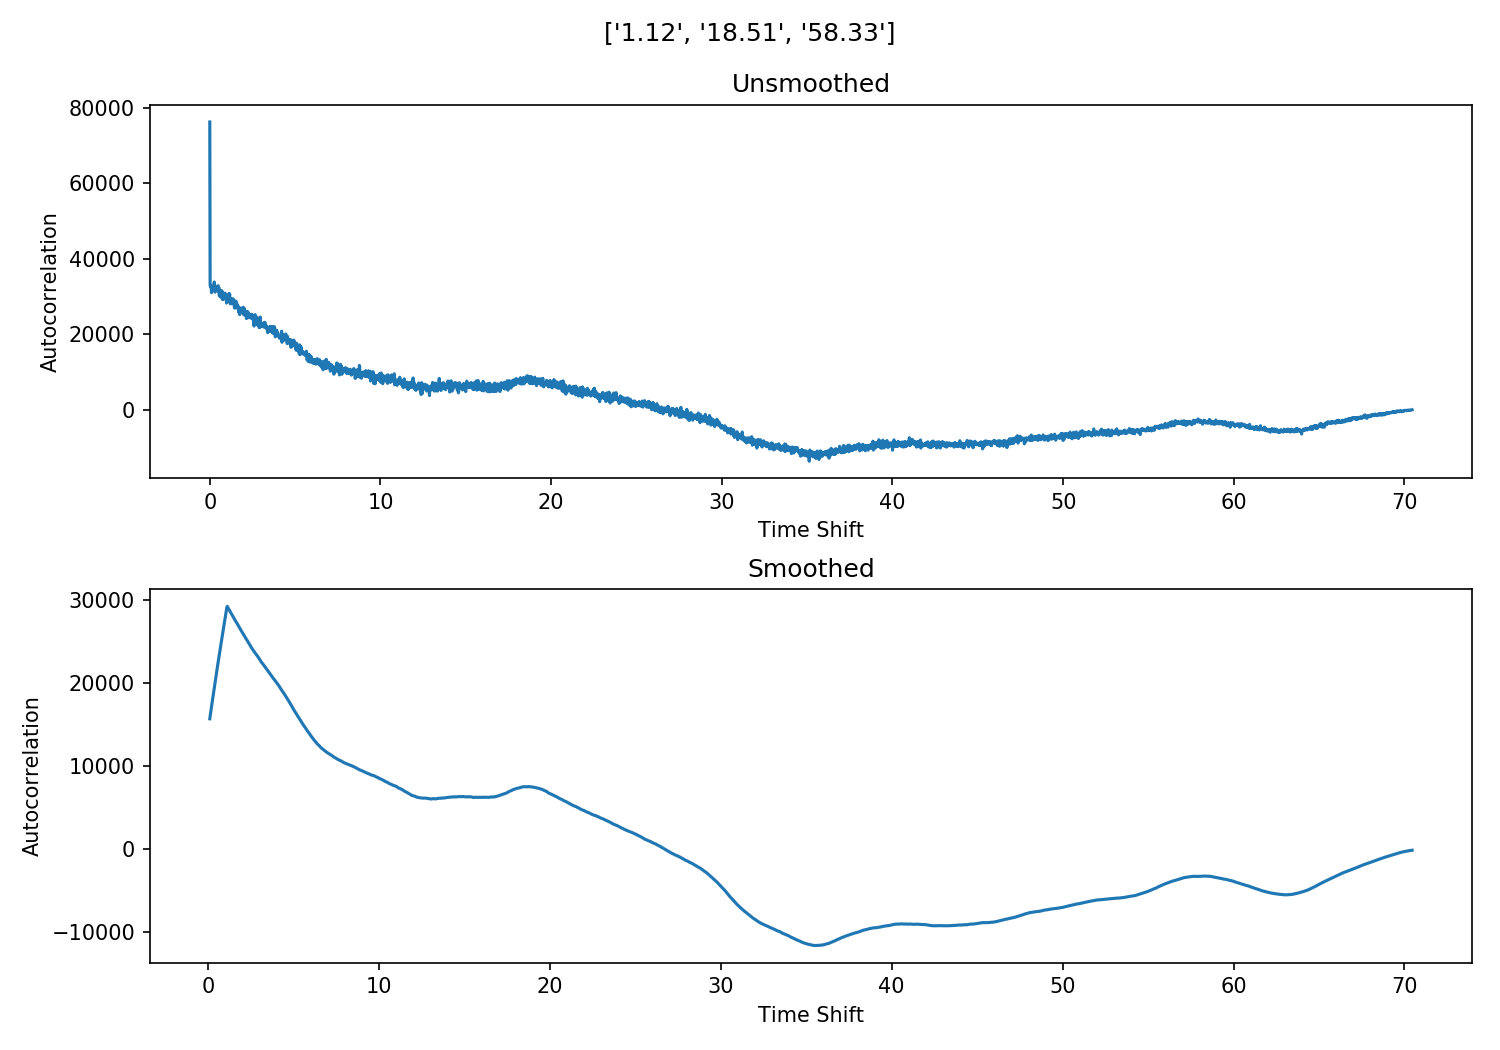 ['1.12', '18.51', '58.33']
Unsmoothed
80000
60000
40000
20000
0
Autocorrelation
0 10 20 30 40 50 60 70
Time Shift
Smoothed
30000
20000
10000
0
−10000
Autocorrelation
0 10 20 30 40 50 60 70
Time Shift